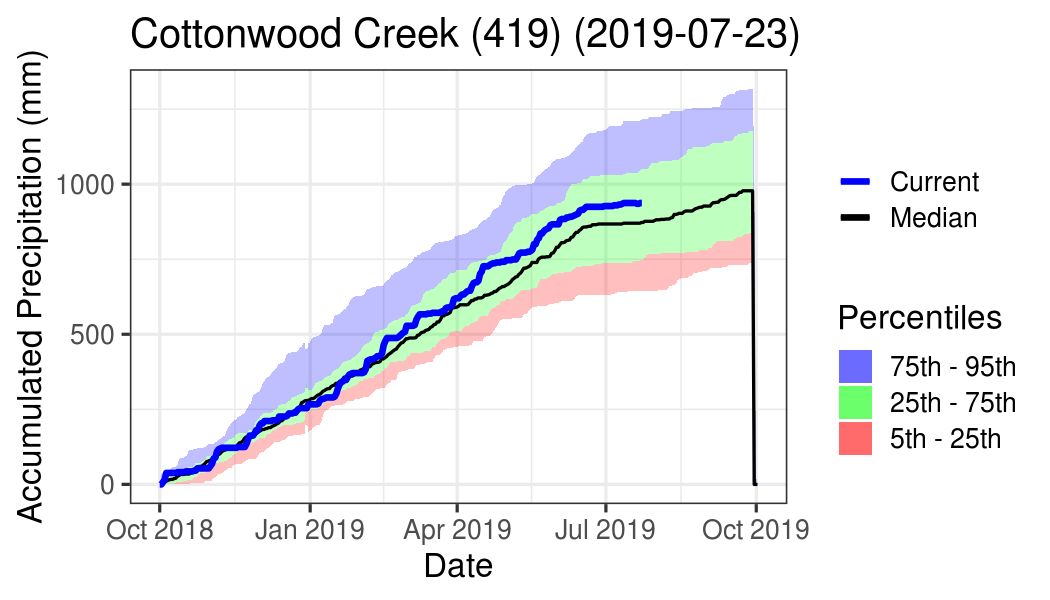 Cottonwood Creek (419) (2019-07-23)
Accumulated Precipitation (mm)
1000
500
0
Oct 2018
Jan 2019
Apr 2019
Jul 2019
Oct 2019
Date
Current
Median
Percentiles
75th - 95th
25th - 75th
5th - 25th